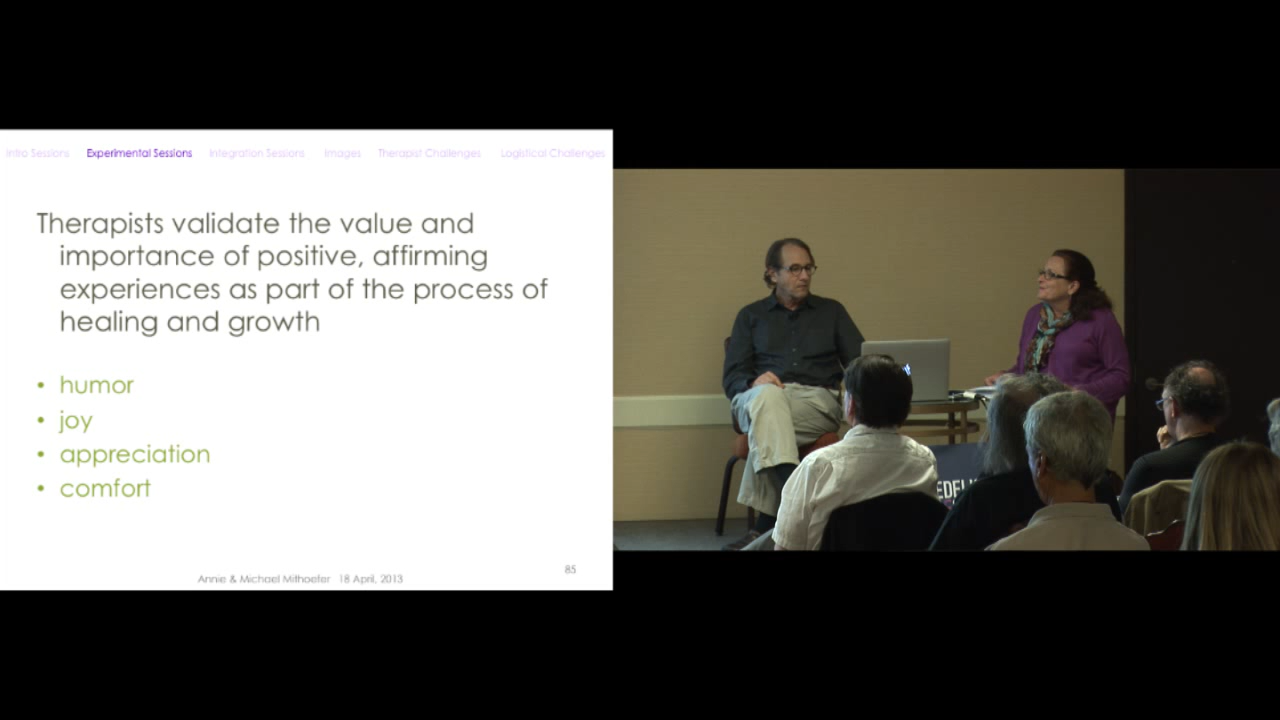 Intro Sessions Experimental Sessions Integration Sessions Images Therapist Challenges Logistical Challenges
Therapists validate the value and
importance of positive, affirming
experiences as part of the process of
healing and growth
• humor
• joy
• appreciation
• comfort
85
Annie & Michael Mithoefer 18 April, 2013